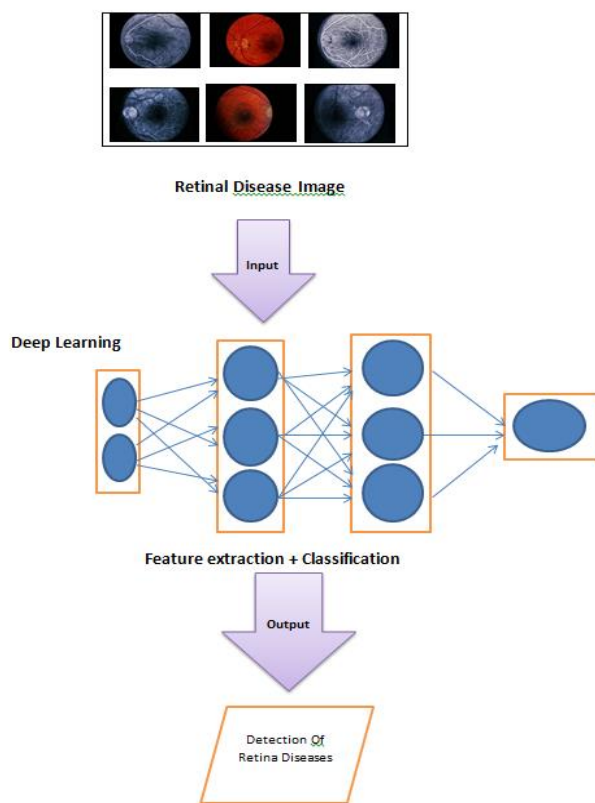 Retinal Disease Image
Input
Deep Learning
Feature extraction + Classification
Output
Detection Of
Retina Diseases